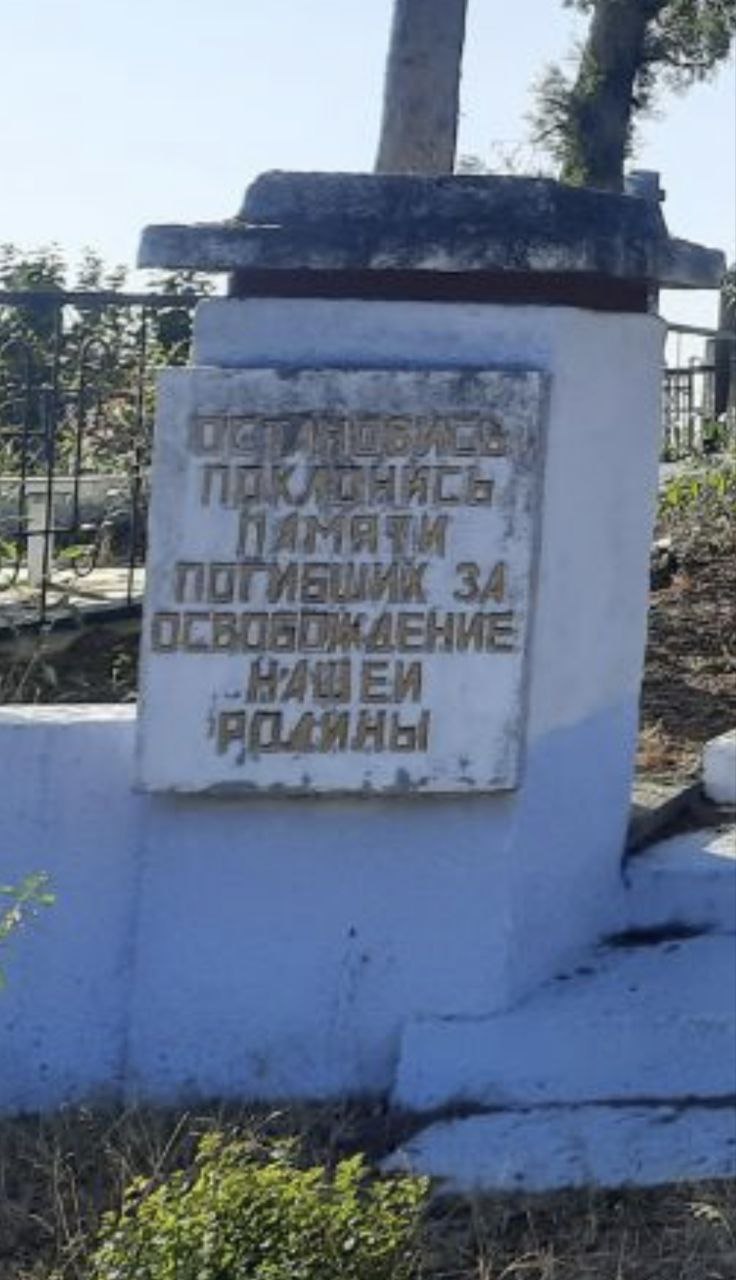 ОСТАНОВИСЬ
ПОКЛОНИСЬ
ПАМЯТИ
ПОГИБШИХ ЗА
ОСВОБОЖДЕНИЕ
НАШЕЙ
РОДИНЫ